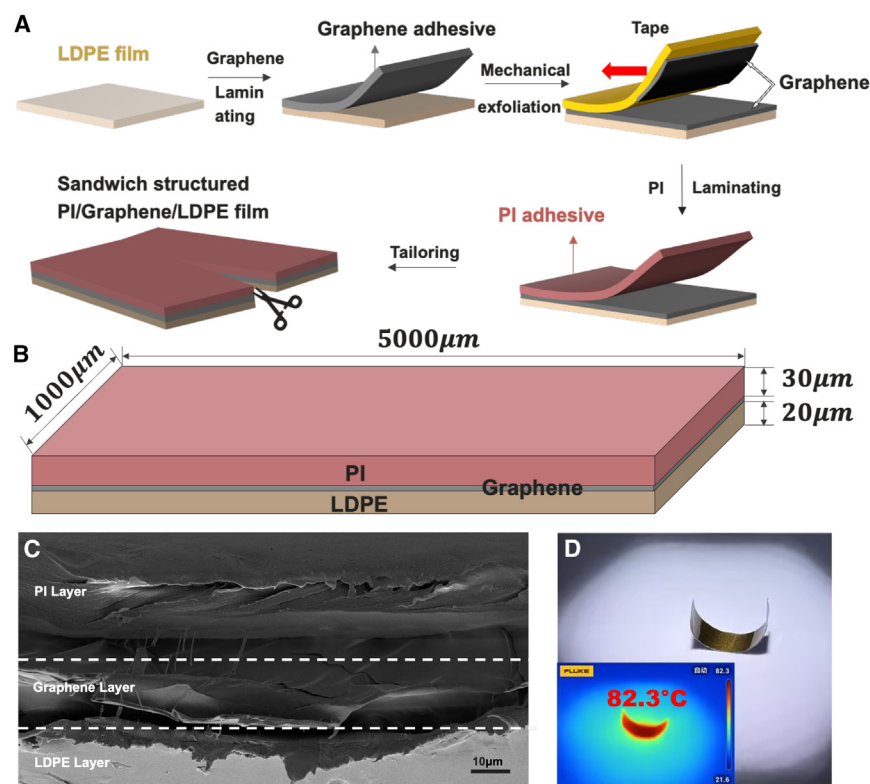 A
LDPE film
Graphene
Lamin
ating
Graphene adhesive
Mechanical
exfoliation
Tape
Graphene
PI Laminating
PI adhesive
Tailoring
Sandwich structured
PI/Graphene/LDPE film
B
5000μm
1000μm
30μm
20μm
PI
Graphene
LDPE
C
PI Layer
Graphene Layer
LDPE Layer
10μm
D
FLUKE
自动 82.3
82.3°C
21.6